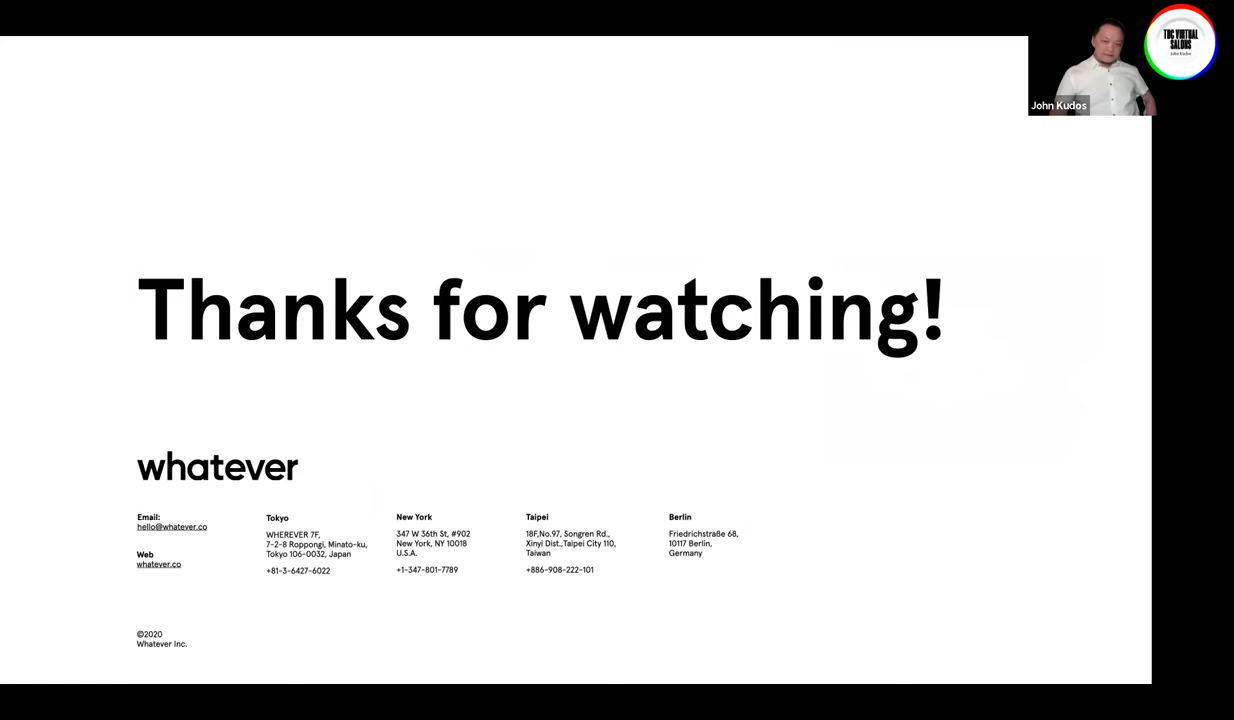 TDC VIRTUAL
SALONS
John Kudos
John Kudos
Thanks for watching!
whatever
Email:
hello@whatever.co
Web
whatever.co
Tokyo
WHEREVER 7F,
7-2-8 Roppongi, Minato-ku,
Tokyo 106-0032, Japan
+81-3-6427-6022
New York
347 W 36th St, #902
New York, NY 10018
U.S.A.
+1-347-801-7789
Taipei
18F,No.97, Songren Rd.,
Xinyi Dist.,Taipei City 110,
Taiwan
+886-908-222-101
Berlin
Friedrichstraße 68,
10117 Berlin,
Germany
©2020
Whatever Inc.